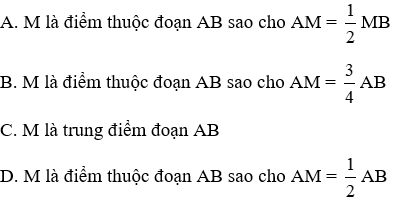 A. M là điểm thuộc đoạn AB sao cho AM = 1/2 MB
B. M là điểm thuộc đoạn AB sao cho AM = 3/4 AB
C. M là trung điểm đoạn AB
D. M là điểm thuộc đoạn AB sao cho AM = 1/2 AB